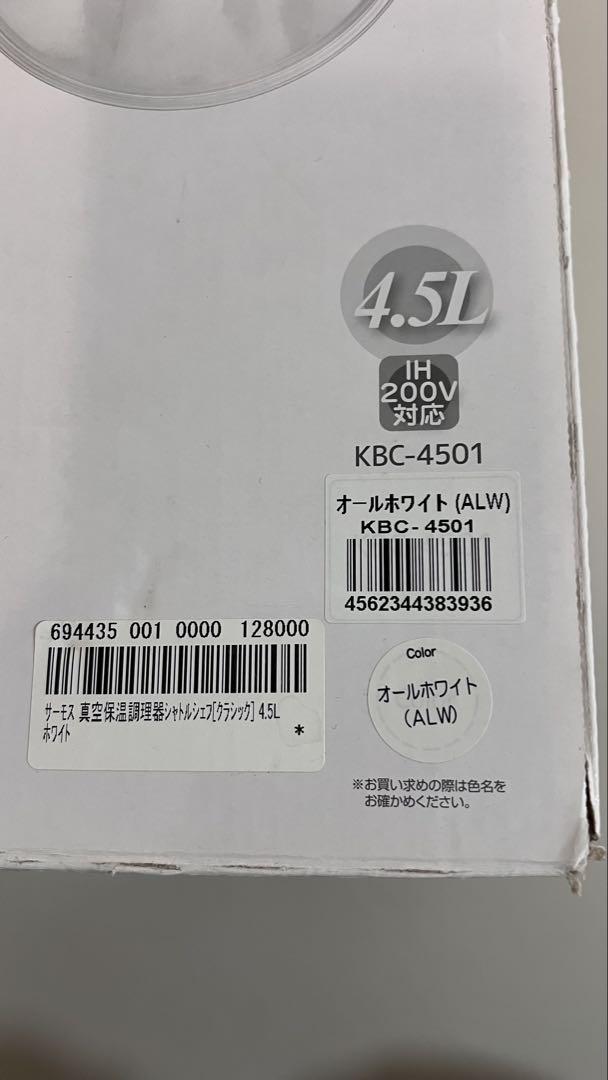 4.5L
IH
200V
対応
KBC-4501
オールホワイト (ALW)
KBC-4501
4562344383936
694435 001 0000 128000
サーモス 真空保温調理器シャトルシェフ[クラシック] 4.5L
ホワイト *
Color
オールホワイト
(ALW)
※お買い求めの際は色名を
お確かめください。